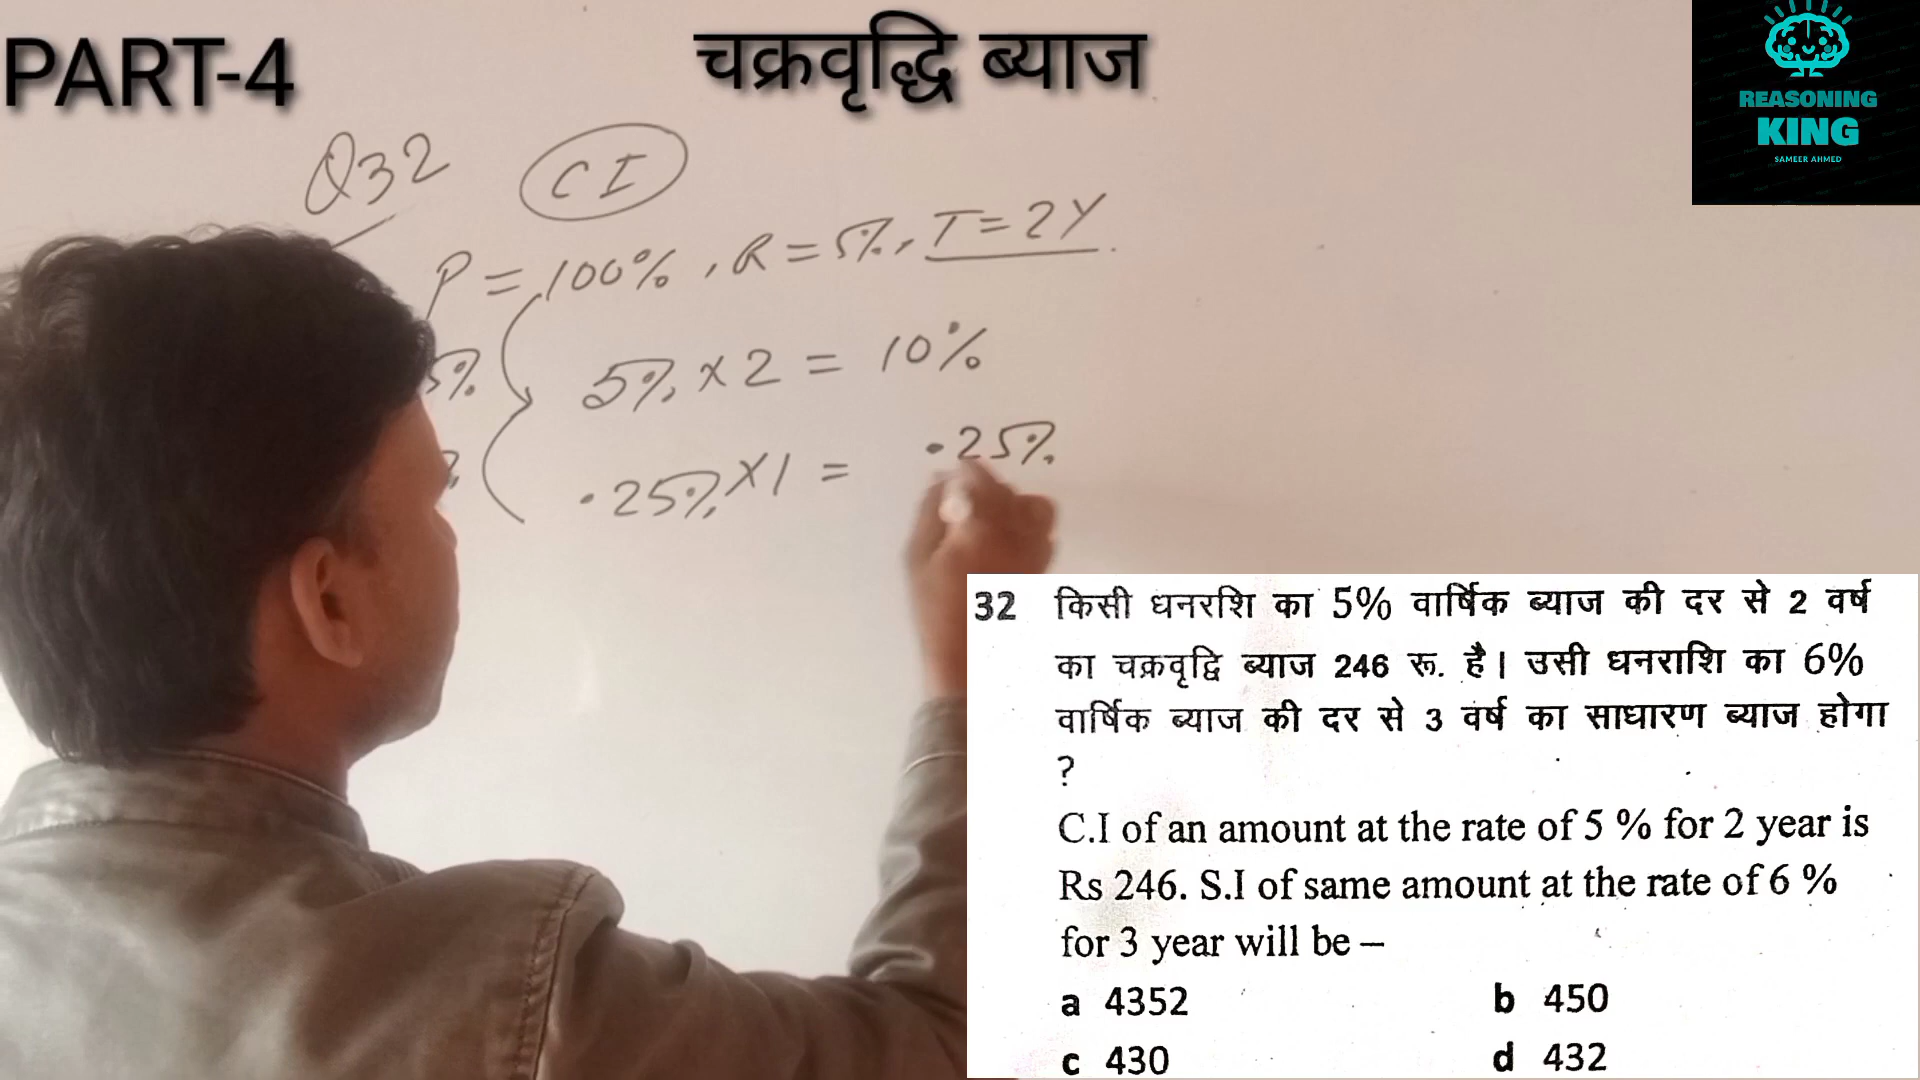 PART-4
चक्रवृद्धि ब्याज
REASONING
KING
SAMEER AHMED
Q32 CI
P = 100%, R = 5%, T = 2Y
5% 5% × 2 = 10%
.25% × 1 = .25%
32 किसी धनरशि का 5% वार्षिक ब्याज की दर से 2 वर्ष
का चक्रवृद्वि ब्याज 246 रू. है। उसी धनराशि का 6%
वार्षिक ब्याज की दर से 3 वर्ष का साधारण ब्याज होगा
?
C.I of an amount at the rate of 5 % for 2 year is
Rs 246. S.I of same amount at the rate of 6 %
for 3 year will be –
a 4352 b 450
c 430 d 432